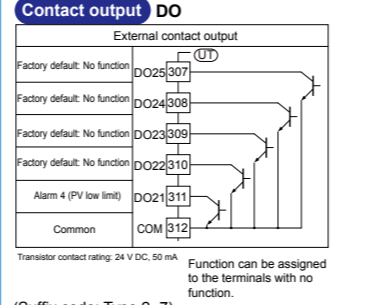 Contact output DO
External contact output
UT
Factory default: No function DO25 307
Factory default: No function DO24 308
Factory default: No function DO23 309
Factory default: No function DO22 310
Alarm 4 (PV low limit) DO21 311
Common COM 312
Transistor contact rating: 24 V DC, 50 mA
Function can be assigned
to the terminals with no
function.